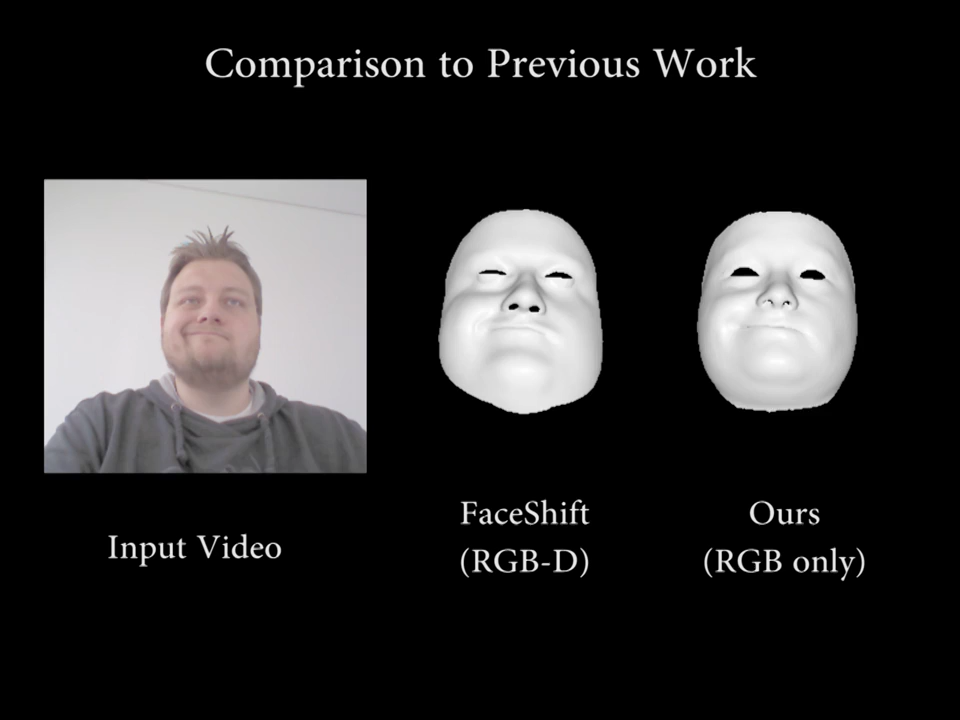 Comparison to Previous Work
Input Video
FaceShift
(RGB-D)
Ours
(RGB only)